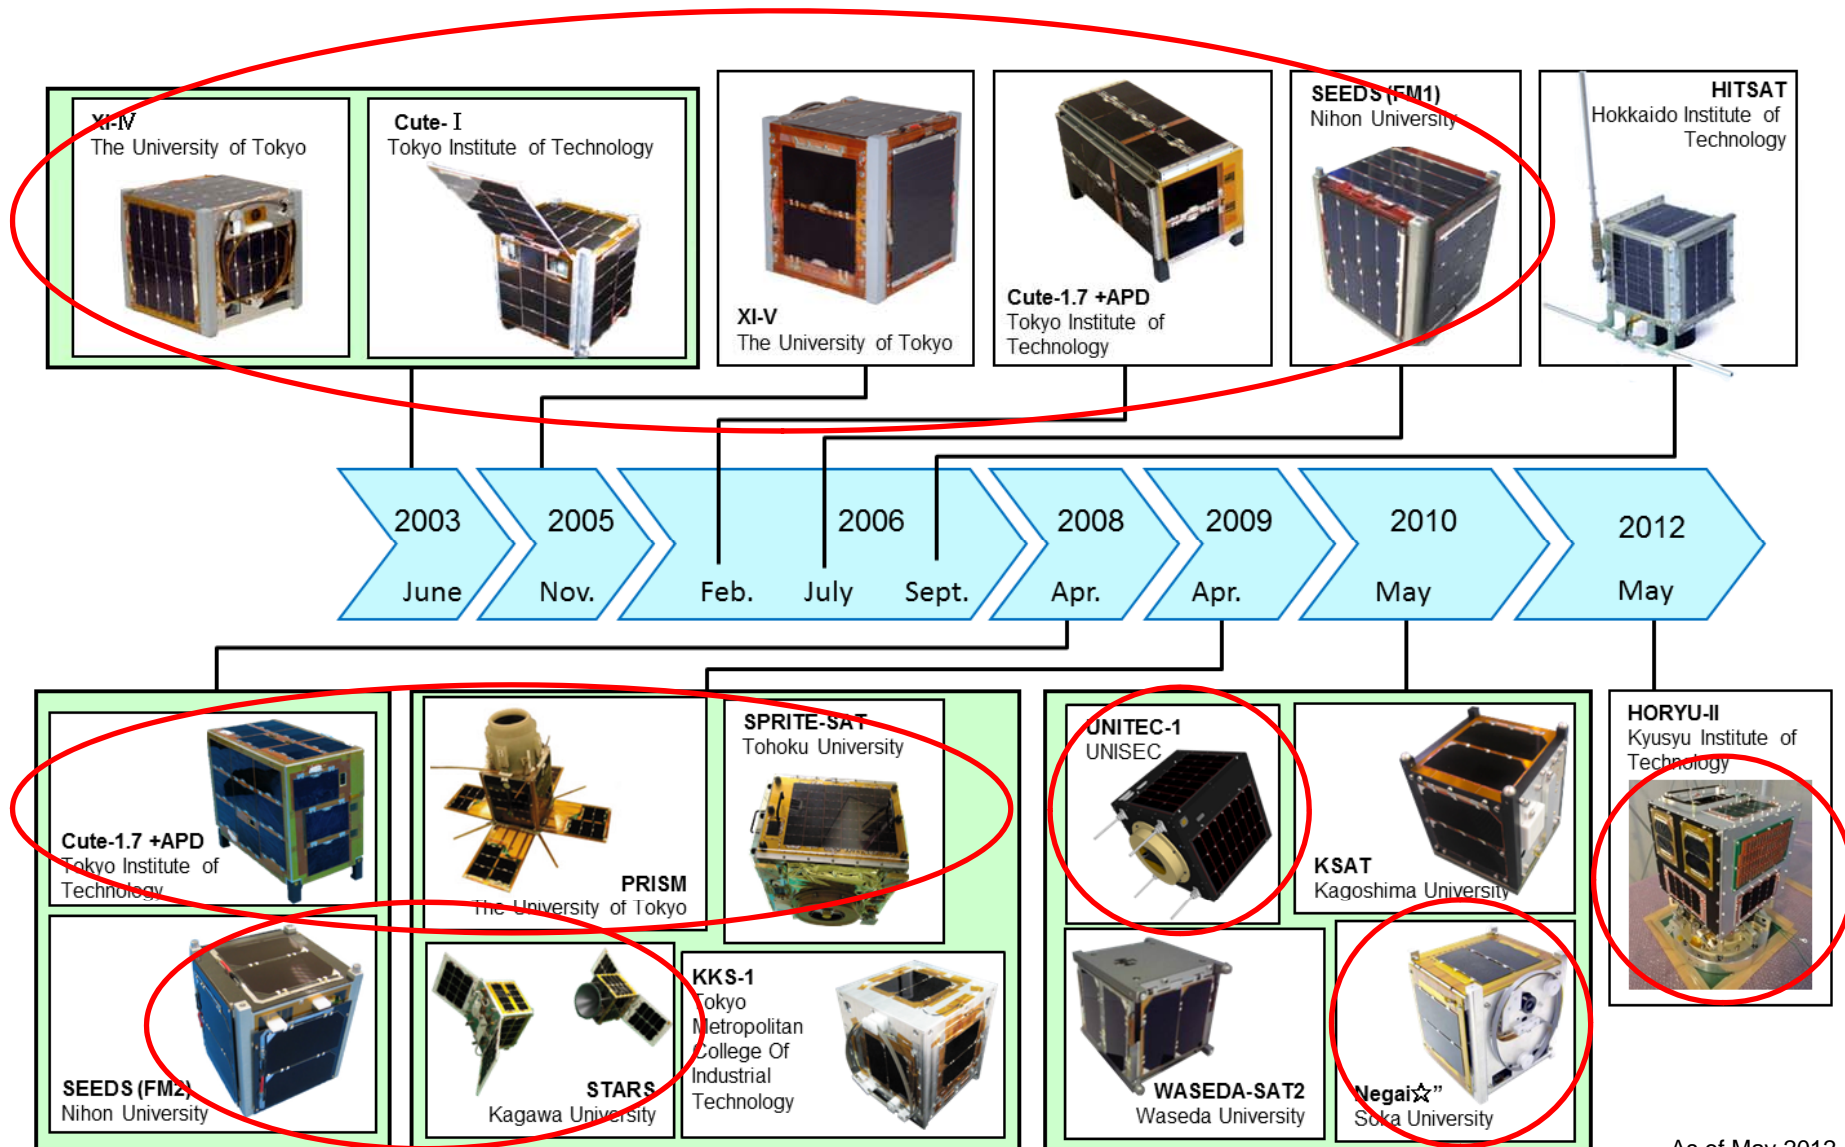 XI-Ⅳ
The University of Tokyo
Cute-Ⅰ
Tokyo Institute of Technology
XI-V
The University of Tokyo
Cute-1.7 +APD
Tokyo Institute of
Technology
SEEDS (FM1)
Nihon University
HITSAT
Hokkaido Institute of
Technology
2003
June
2005
Nov.
2006
Feb.
July
Sept.
2008
Apr.
2009
Apr.
2010
May
2012
May
Cute-1.7 +APD
Tokyo Institute of
Technology
SEEDS (FM2)
Nihon University
PRISM
The University of Tokyo
SPRITE-SAT
Tohoku University
STARS
Kagawa University
KKS-1
Tokyo
Metropolitan
College Of
Industrial
Technology
UNITEC-1
UNISEC
KSAT
Kagoshima University
WASEDA-SAT2
Waseda University
Negai☆”
Soka University
HORYU-II
Kyusyu Institute of
Technology
As of May 2012